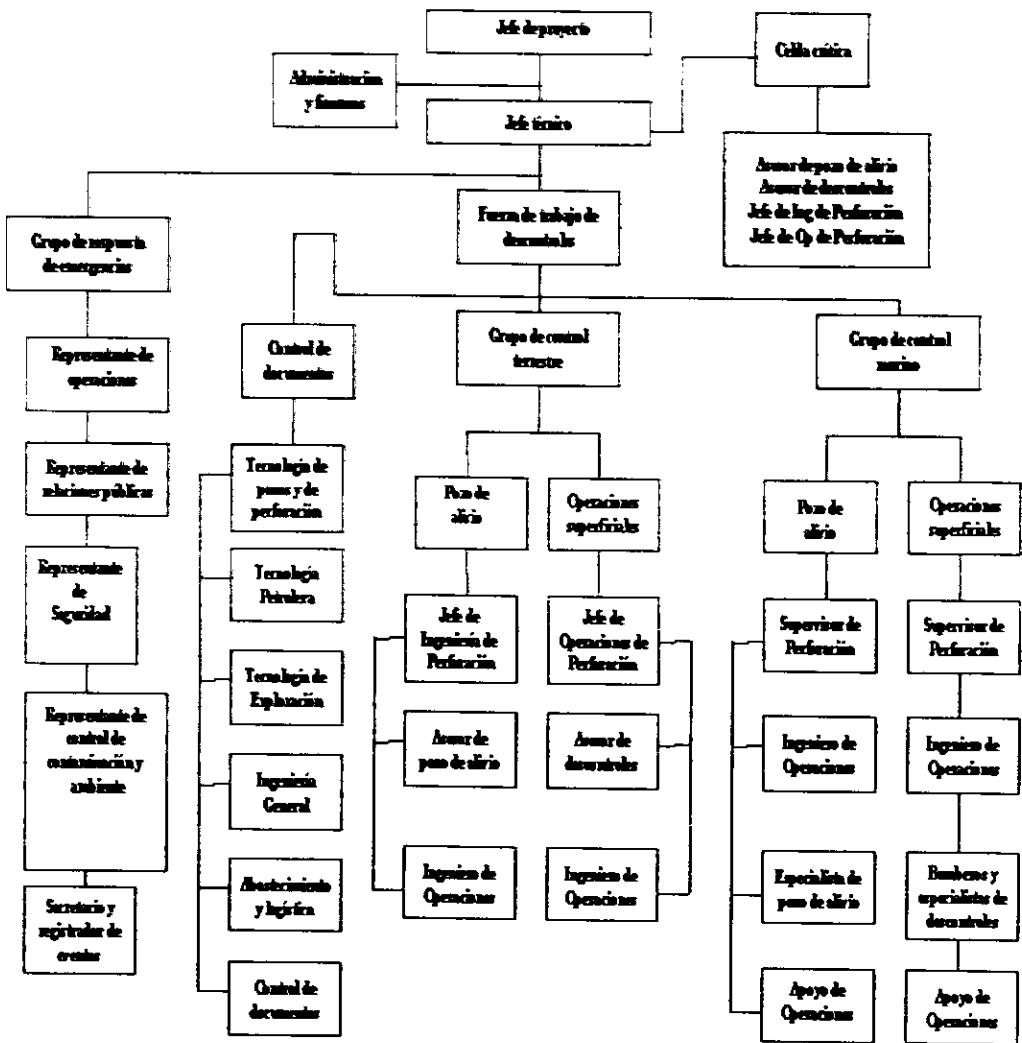 Jefe de proyecto
Celda crítica
Administracion
y finanzas
Jefe técnico
Asesor de pozo de alivio
Asesor de descontroles
Jefe de Ing de Perforación
Jefe de Op de Perforación
Fuerza de trabajo de
descontroles
Grupo de respuesta
de emergencias
Representante de
operaciones
Representante de
relaciones públicas
Representante
de
Seguridad
Representante de
control de
contaminación y
ambiente
Secretario y
registrador de
eventos
Control de
documentos
Tecnología de
pozos y de
perforación
Tecnología
Petrolera
Tecnología de
Exploración
Ingeniería
General
Abastecimiento
y logística
Control de
documentos
Grupo de control
terrestre
Pozo de
alivio
Jefe de
Ingeniería de
Perforación
Asesor de
pozo de alivio
Ingeniero de
Operaciones
Operaciones
superficiales
Jefe de
Operaciones de
Perforación
Asesor de
descontroles
Ingeniero de
Operaciones
Grupo de control
marino
Pozo de
alivio
Supervisor de
Perforación
Ingeniero de
Operaciones
Especialista de
pozo de alivio
Apoyo de
Operaciones
Operaciones
superficiales
Supervisor de
Perforación
Ingeniero de
Operaciones
Bomberos y
especialistas de
descontroles
Apoyo de
Operaciones